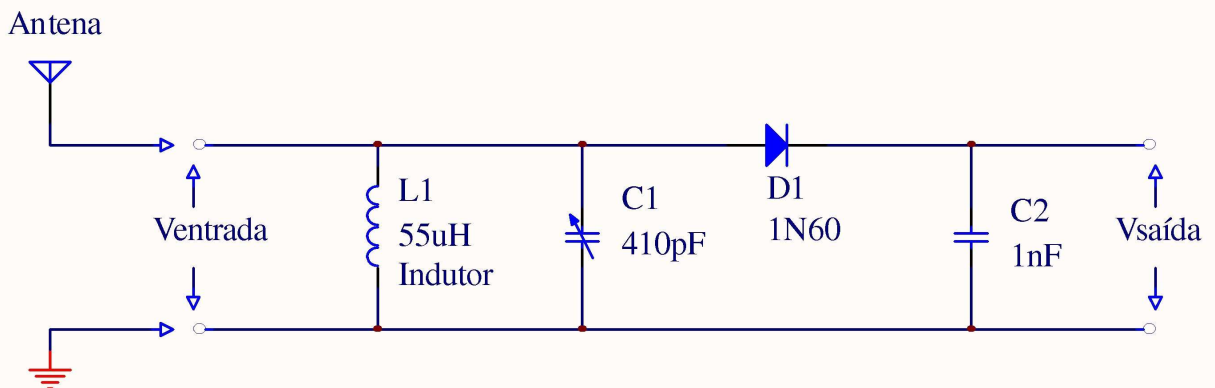 Antena
Ventrada
L1
55uH
Indutor
C1
410pF
D1
1N60
C2
1nF
Vsaída